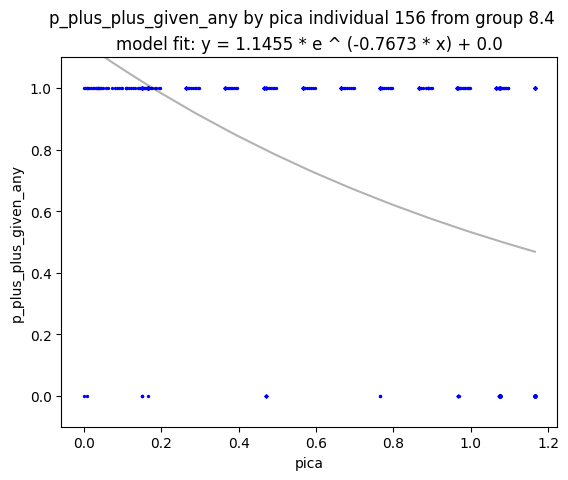 p_plus_plus_given_any by pica individual 156 from group 8.4
model fit: y = 1.1455 * e ^ (-0.7673 * x) + 0.0
p_plus_plus_given_any
1.0
0.8
0.6
0.4
0.2
0.0
0.0 0.2 0.4 0.6 0.8 1.0 1.2
pica